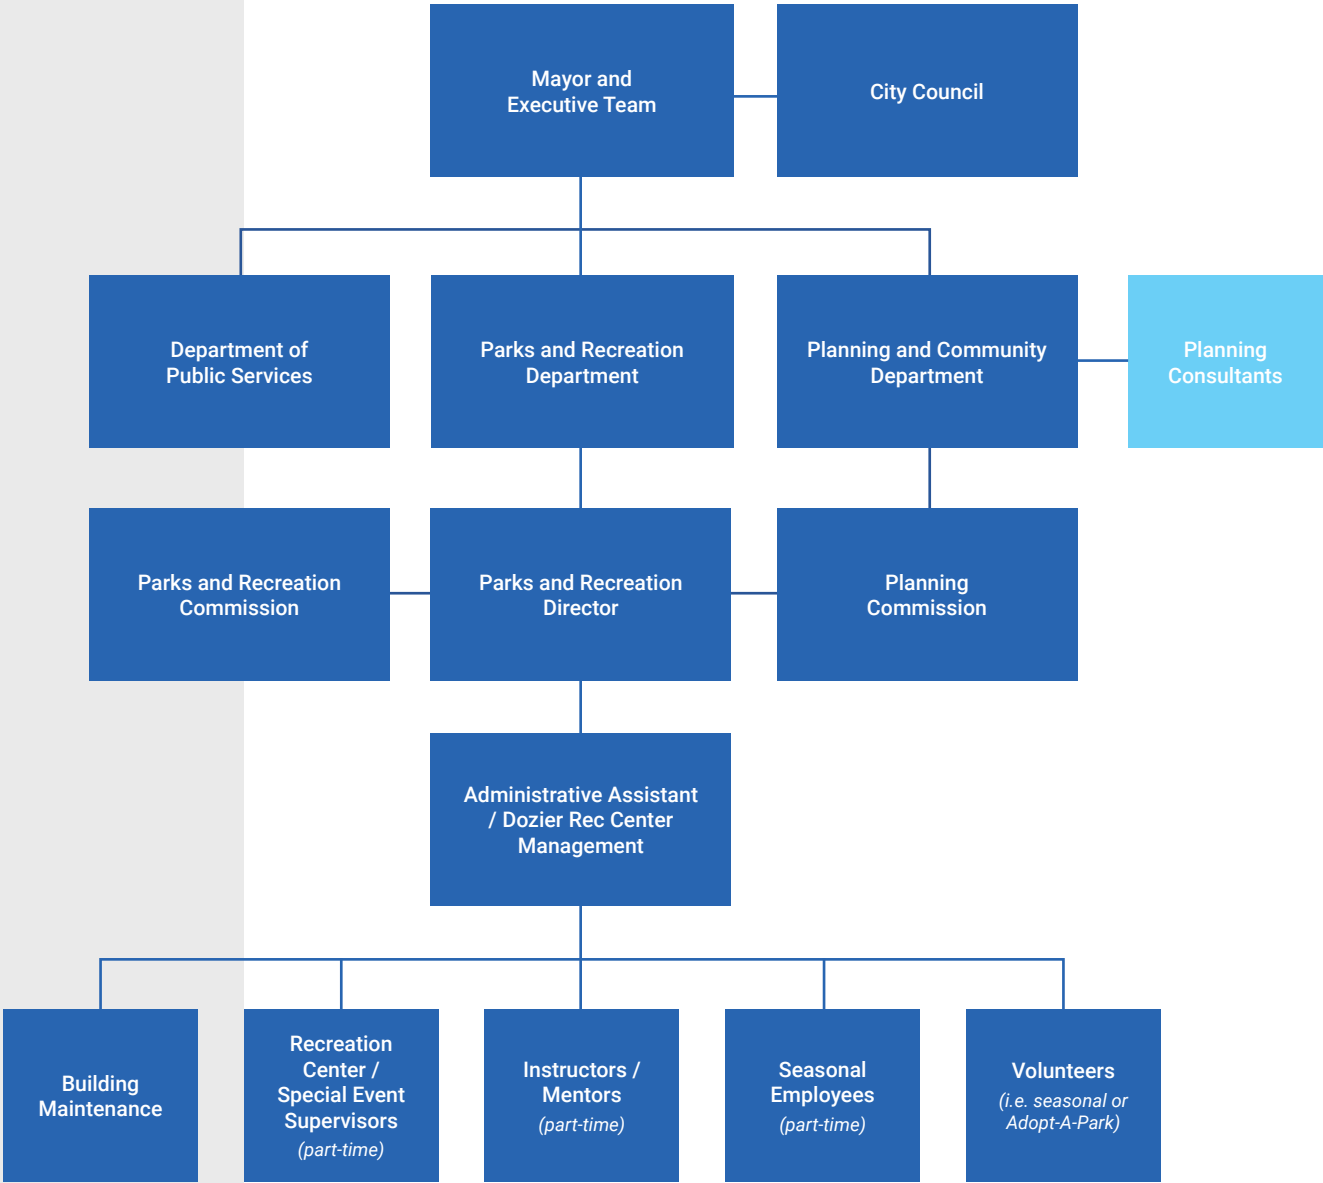 Mayor and
Executive Team
City Council
Department of
Public Services
Parks and Recreation
Department
Planning and Community
Department
Planning
Consultants
Parks and Recreation
Commission
Parks and Recreation
Director
Planning
Commission
Administrative Assistant
/ Dozier Rec Center
Management
Building
Maintenance
Recreation
Center /
Special Event
Supervisors
(part-time)
Instructors /
Mentors
(part-time)
Seasonal
Employees
(part-time)
Volunteers
(i.e. seasonal or
Adopt-A-Park)